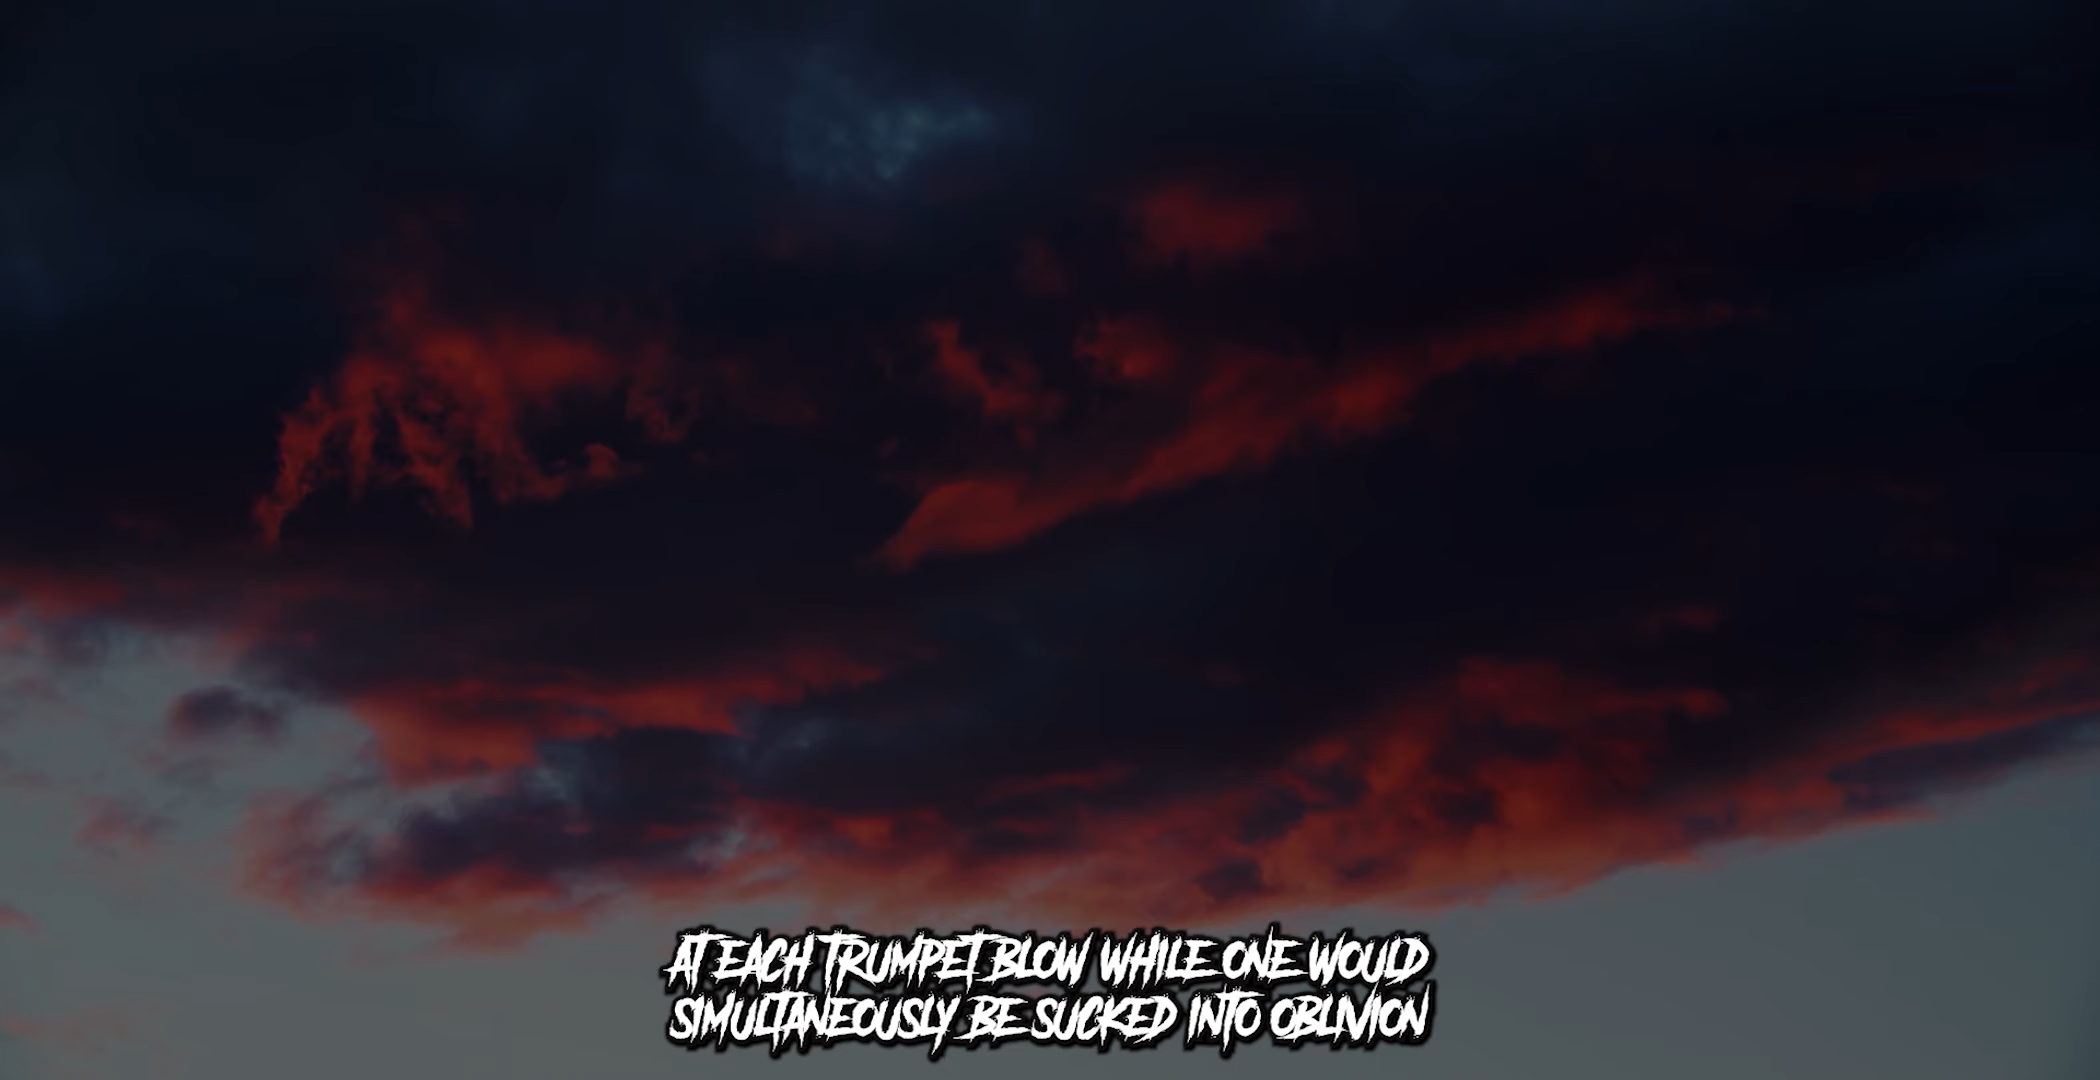 AT EACH TRUMPET BLOW WHILE ONE WOULD
SIMULTANEOUSLY BE SUCKED INTO OBLIVION